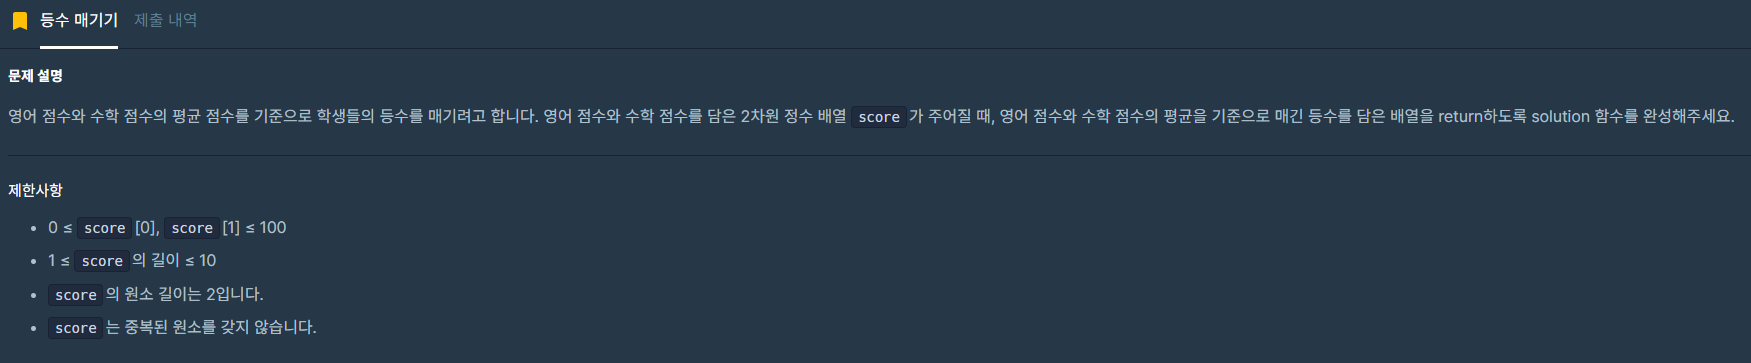 등수 매기기 제출 내역
문제 설명
영어 점수와 수학 점수의 평균 점수를 기준으로 학생들의 등수를 매기려고 합니다. 영어 점수와 수학 점수를 담은 2차원 정수 배열 score 가 주어질 때, 영어 점수와 수학 점수의 평균을 기준으로 매긴 등수를 담은 배열을 return하도록 solution 함수를 완성해주세요.
제한사항
• 0 ≤ score [0], score [1] ≤ 100
• 1 ≤ score 의 길이 ≤ 10
• score 의 원소 길이는 2입니다.
• score 는 중복된 원소를 갖지 않습니다.